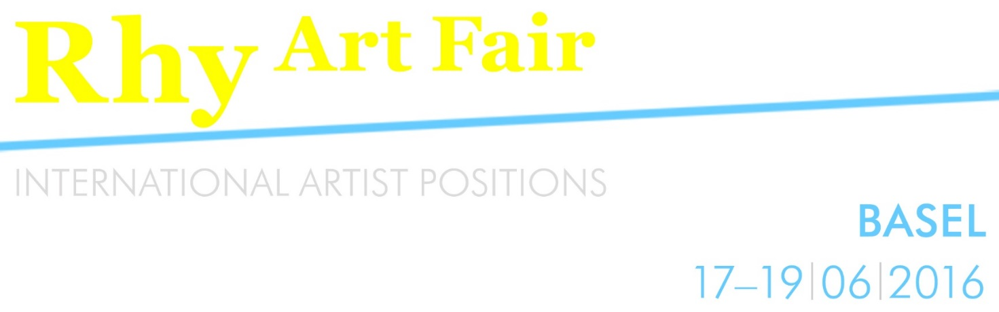 Rhy Art Fair
INTERNATIONAL ARTIST POSITIONS
BASEL
17–19|06|2016